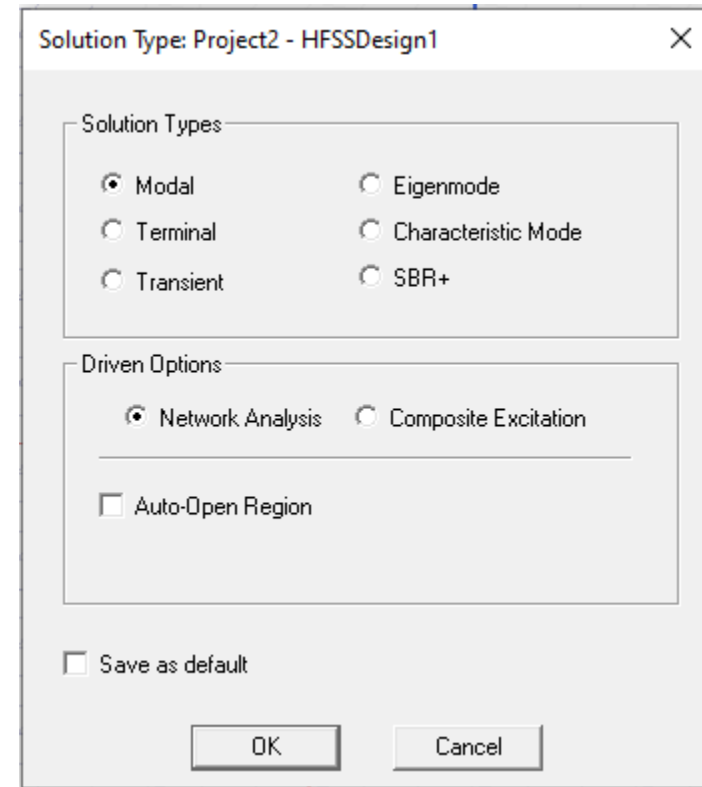 Solution Type: Project2 - HFSSDesign1
Solution Types
Modal
Eigenmode
Terminal
Characteristic Mode
Transient
SBR+
Driven Options
Network Analysis
Composite Excitation
Auto-Open Region
Save as default
OK
Cancel